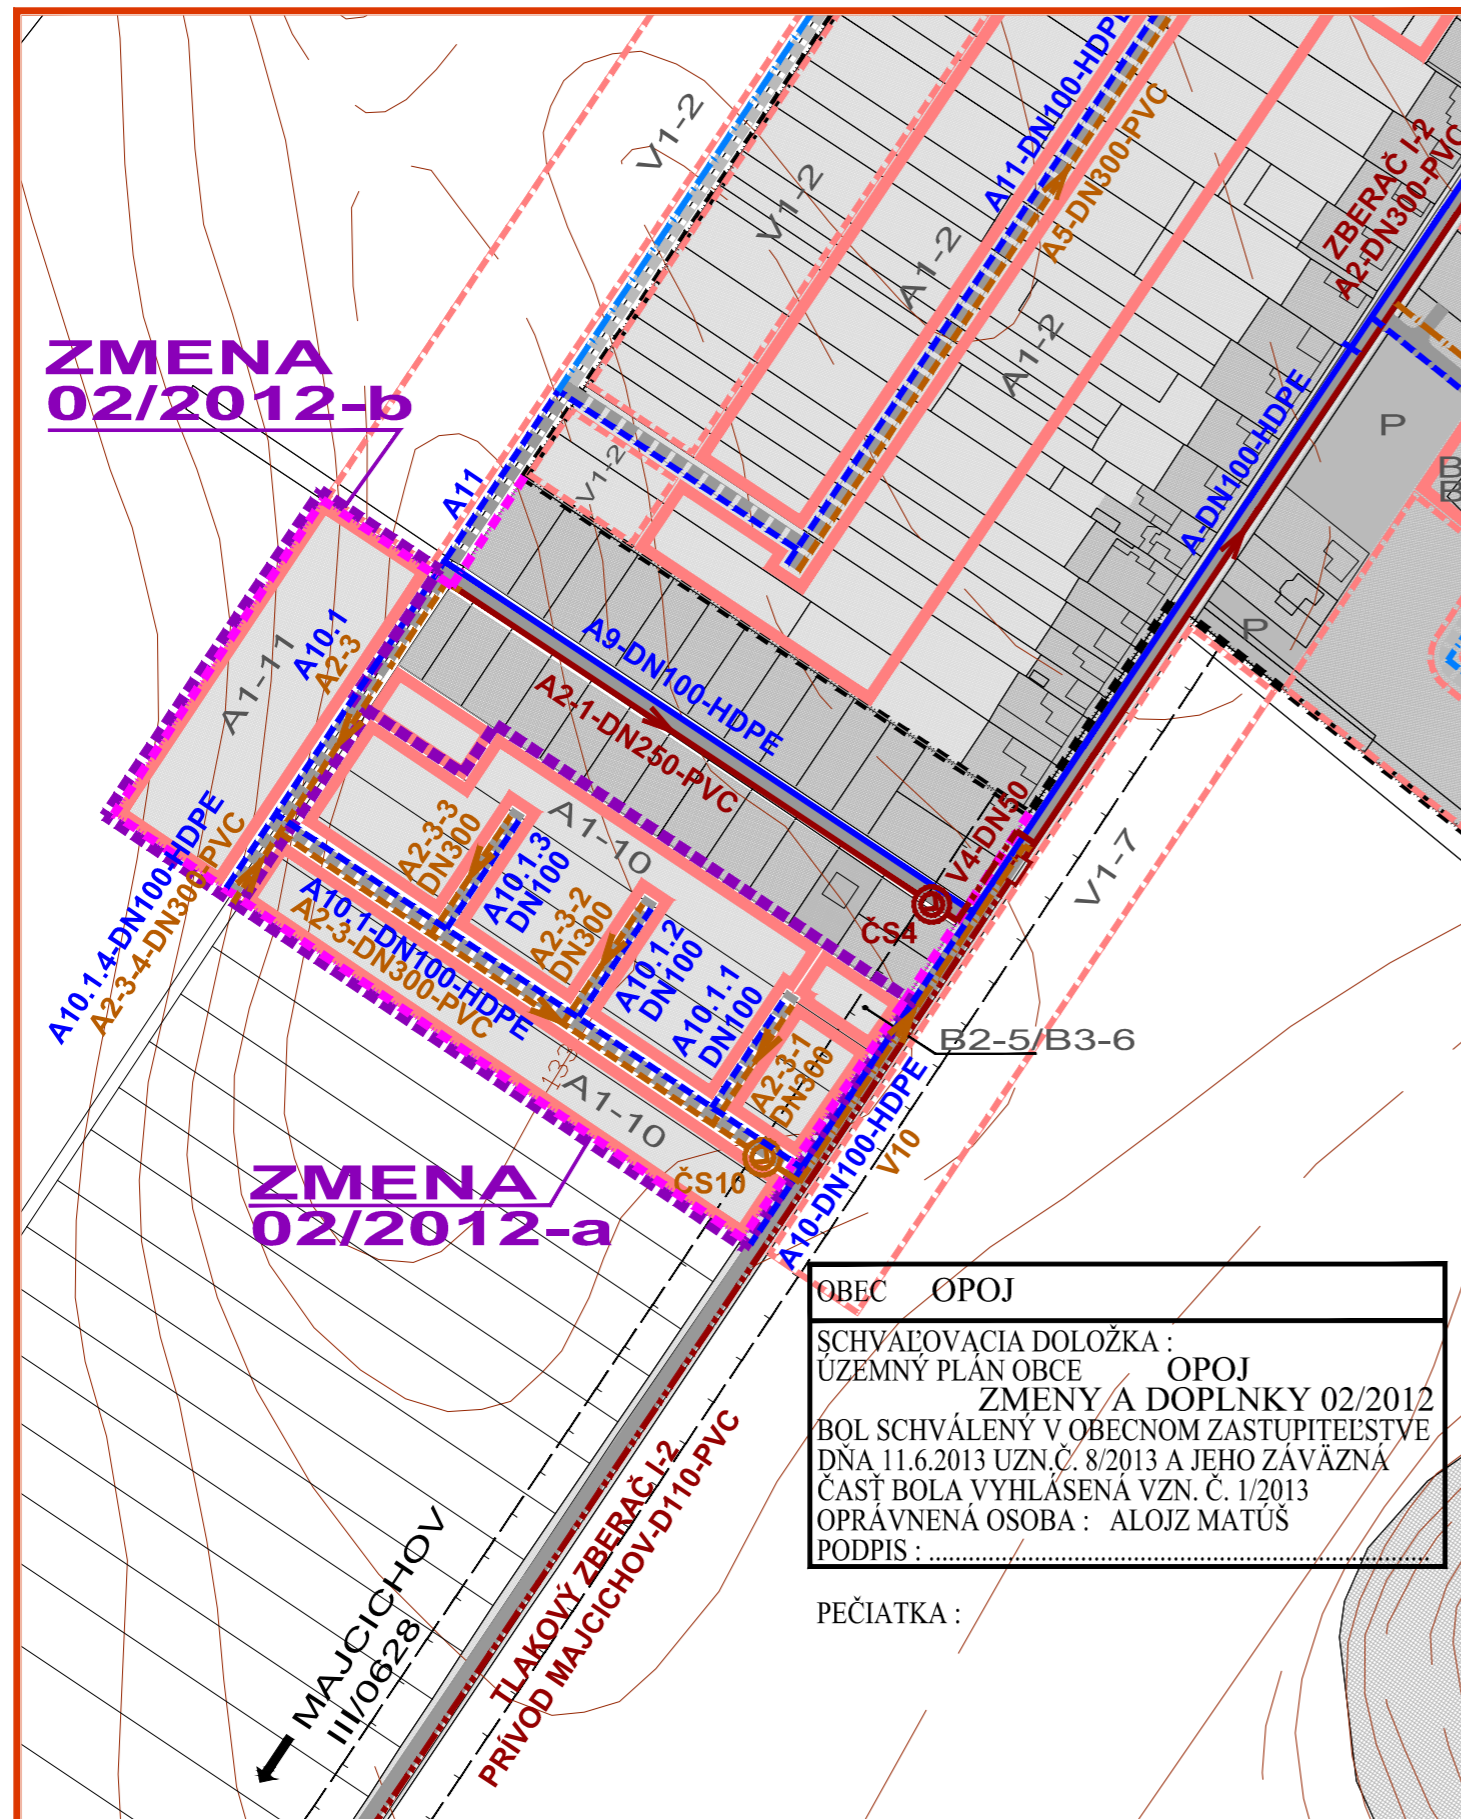 V1-2
V1-2
A11-DN100-HDPE
A5-DN300-PVC
A1-2
A1-2
ZBERAČ I-2
A2-DN300-PVC
ZMENA
02/2012-b
A11
V1-2
A-DN100-HDPE
P
P
A10.1
A2-3
A1-11
A9-DN100-HDPE
A2-1-DN250-PVC
A10.1.4-DN100-HDPE
A2-3-4-DN300-PVC
A2-3-3
DN300
A10.1.3
DN100
A1-10
V4-DN50
ČS4
V1-7
A10.1-DN100-HDPE
A2-3-DN300-PVC
A2-3-2
DN300
A10.1.2
DN100
A10.1.1
DN100
A2-3-1
DN300
B2-5/B3-6
133
A1-10
ČS10
A10-DN100-HDPE
V10
ZMENA
02/2012-a
OBEC OPOJ
SCHVAĽOVACIA DOLOŽKA :
ÚZEMNÝ PLÁN OBCE OPOJ
ZMENY A DOPLNKY 02/2012
BOL SCHVÁLENÝ V OBECNOM ZASTUPITEĽSTVE
DŇA 11.6.2013 UZN.Č. 8/2013 A JEHO ZÁVÄZNÁ
ČASŤ BOLA VYHLÁSENÁ VZN. Č. 1/2013
OPRÁVNENÁ OSOBA : ALOJZ MATÚŠ
PODPIS : ..........................................................................
PEČIATKA :
TLAKOVÝ ZBERAČ I-2
PRÍVOD MAJCICHOV-D110-PVC
MAJCICHOV
III/0628